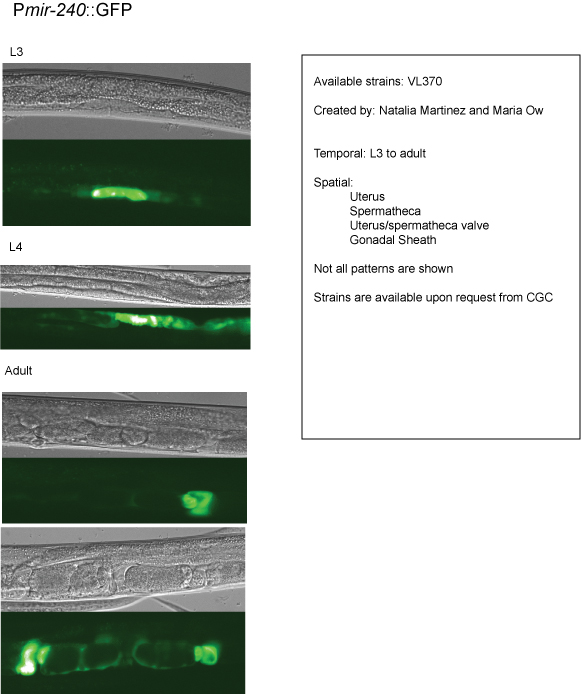 Pmir-240::GFP
L3
L4
Adult
Available strains: VL370
Created by: Natalia Martinez and Maria Ow
Temporal: L3 to adult
Spatial:
Uterus
Spermatheca
Uterus/spermatheca valve
Gonadal Sheath
Not all patterns are shown
Strains are available upon request from CGC